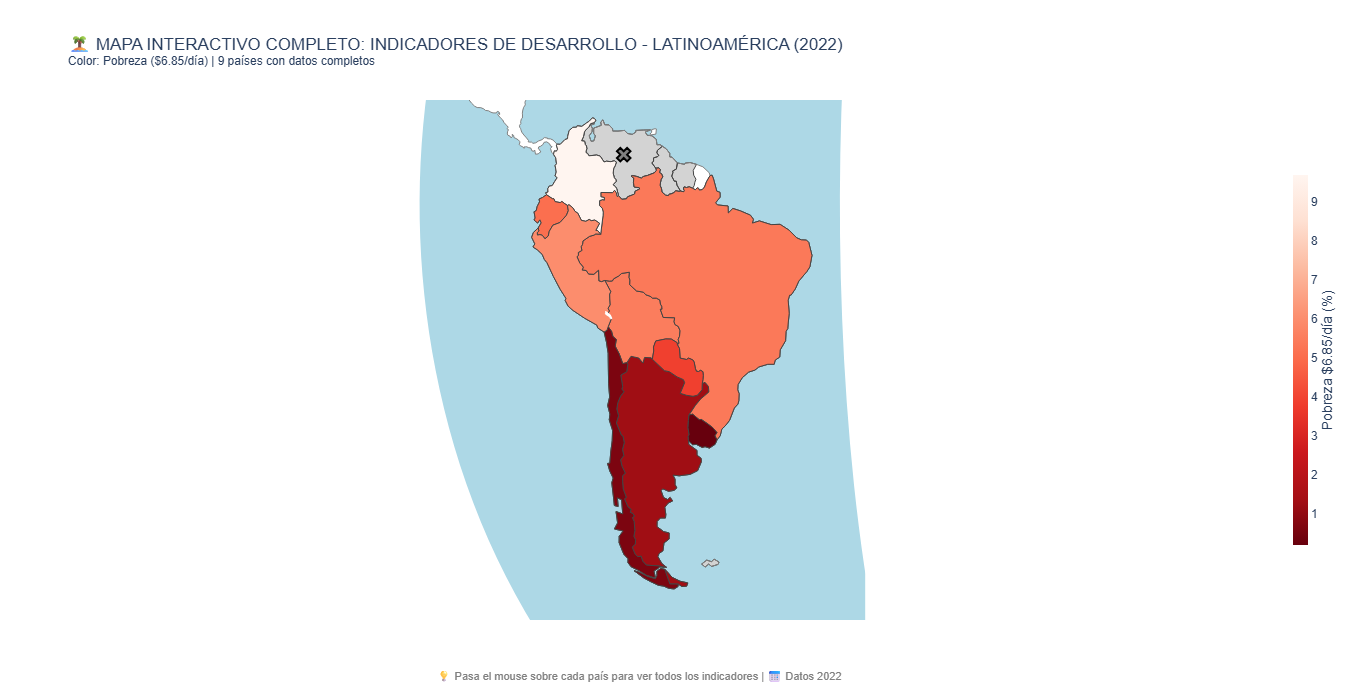 🏝️ MAPA INTERACTIVO COMPLETO: INDICADORES DE DESARROLLO - LATINOAMÉRICA (2022)
Color: Pobreza ($6.85/día) | 9 países con datos completos
9
8
7
6
5
4
3
2
1
Pobreza $6.85/día (%)
💡 Pasa el mouse sobre cada país para ver todos los indicadores | 📅 Datos 2022